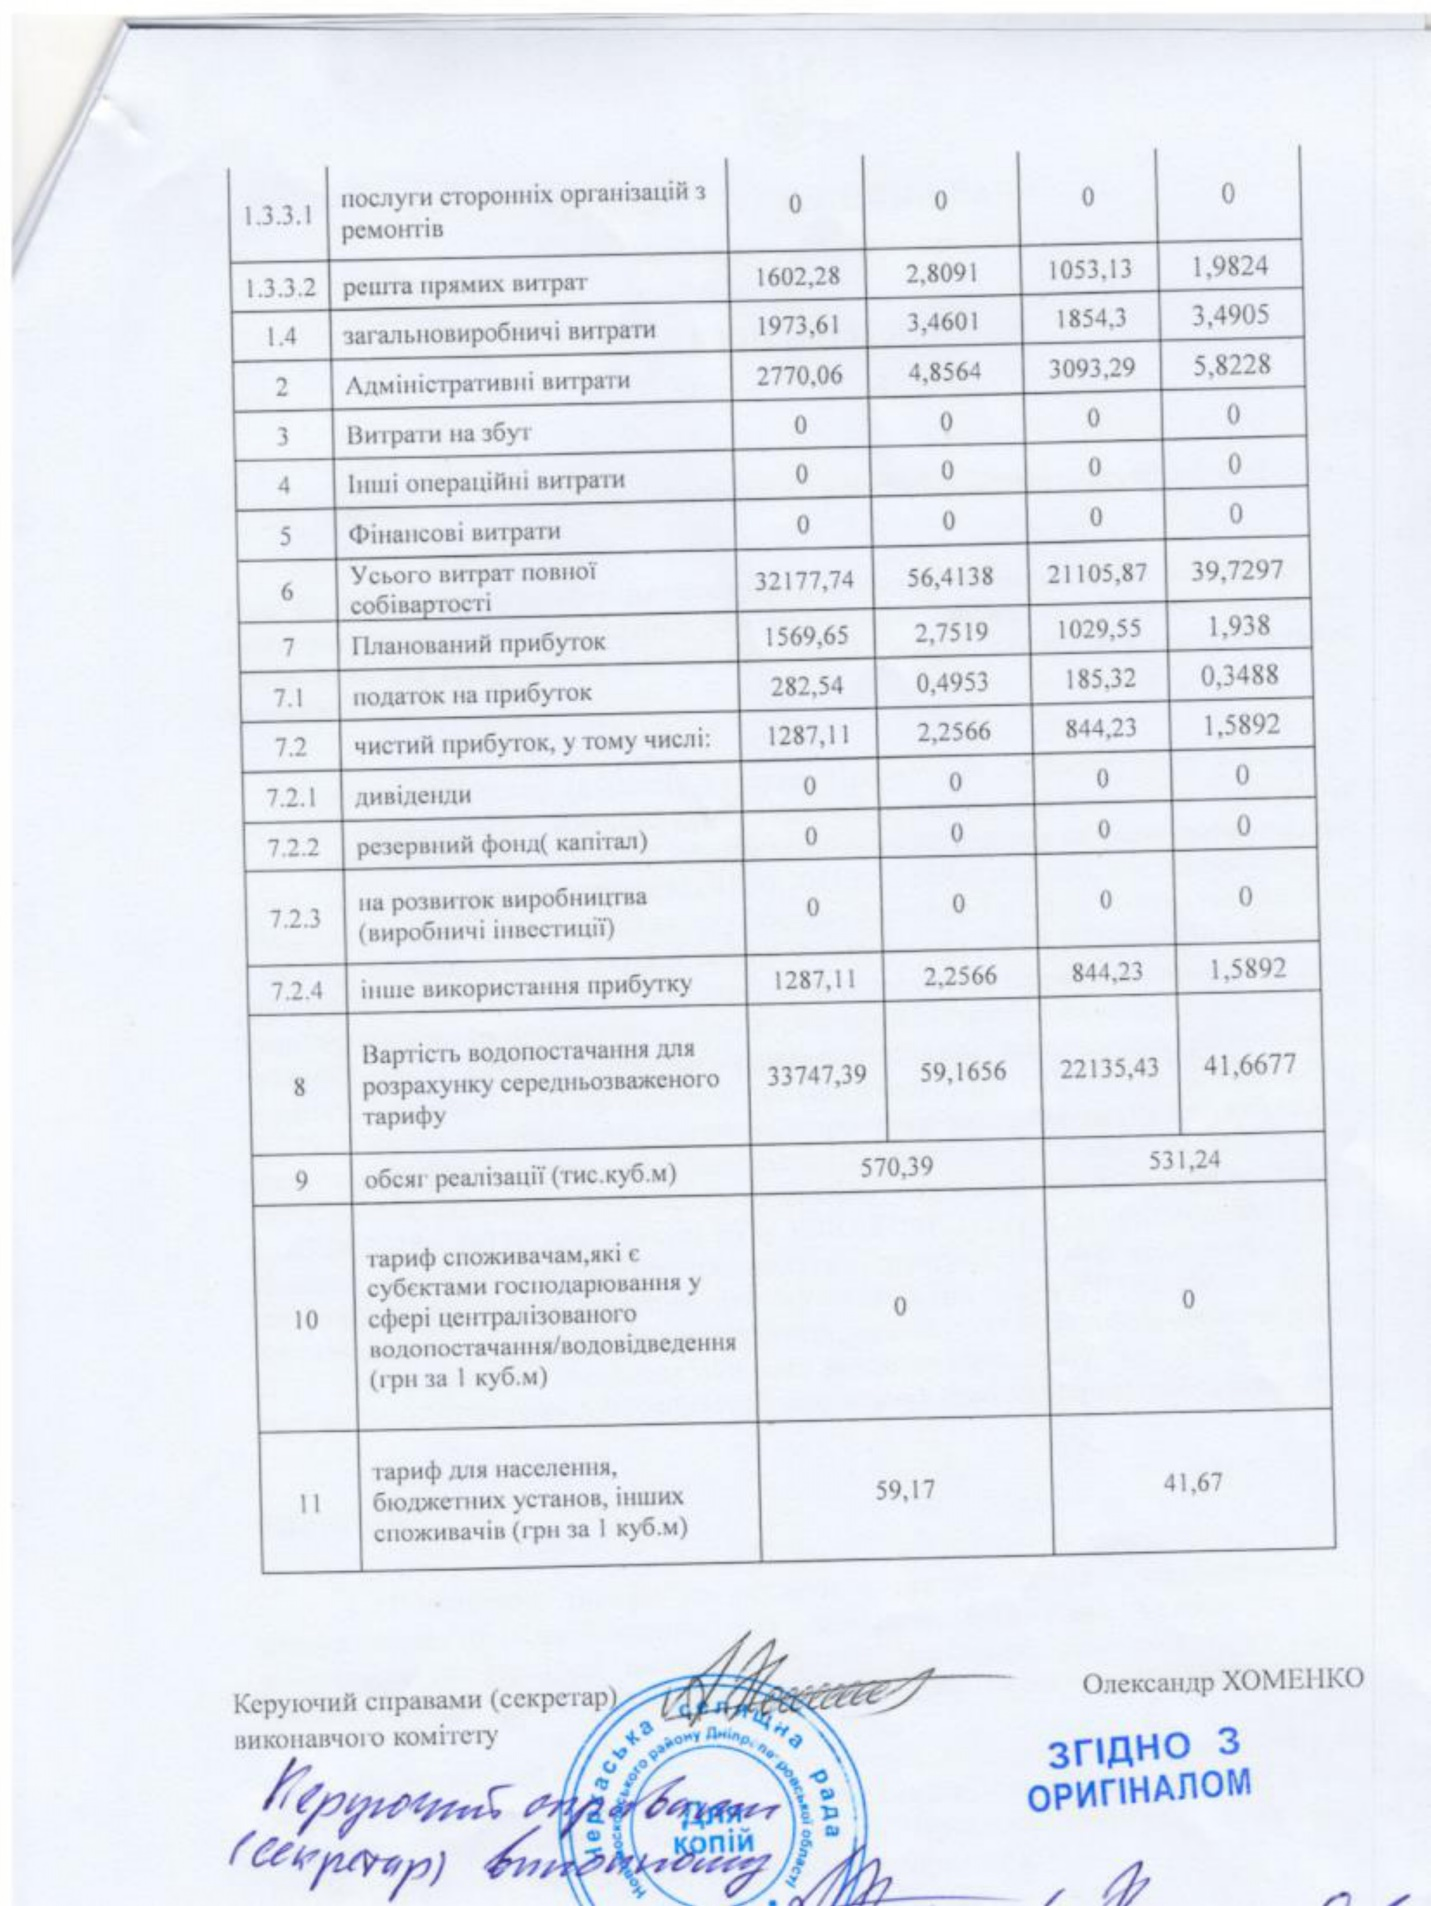 1.3.3.1 послуги сторонніх організацій з ремонтів 0 0 0 0
1.3.3.2 решта прямих витрат 1602,28 2,8091 1053,13 1,9824
1.4 загальновиробничі витрати 1973,61 3,4601 1854,3 3,4905
2 Адміністративні витрати 2770,06 4,8564 3093,29 5,8228
3 Витрати на збут 0 0 0 0
4 Інші операційні витрати 0 0 0 0
5 Фінансові витрати 0 0 0 0
6 Усього витрат повної собівартості 32177,74 56,4138 21105,87 39,7297
7 Планований прибуток 1569,65 2,7519 1029,55 1,938
7.1 податок на прибуток 282,54 0,4953 185,32 0,3488
7.2 чистий прибуток, у тому числі: 1287,11 2,2566 844,23 1,5892
7.2.1 дивіденди 0 0 0 0
7.2.2 резервний фонд( капітал) 0 0 0 0
7.2.3 на розвиток виробництва (виробничі інвестиції) 0 0 0 0
7.2.4 інше використання прибутку 1287,11 2,2566 844,23 1,5892
8 Вартість водопостачання для розрахунку середньозваженого тарифу 33747,39 59,1656 22135,43 41,6677
9 обсяг реалізації (тис.куб.м) 570,39 531,24
10 тариф споживачам,які є субєктами господарювання у сфері централізованого водопостачання/водовідведення (грн за 1 куб.м) 0 0
11 тариф для населення, бюджетних установ, інших споживачів (грн за 1 куб.м) 59,17 41,67
Керуючий справами (секретар)
виконавчого комітету
Олександр ХОМЕНКО
ЗГІДНО З
ОРИГІНАЛОМ
селищна рада
Для
копій
Керуючий справами
(секретар)